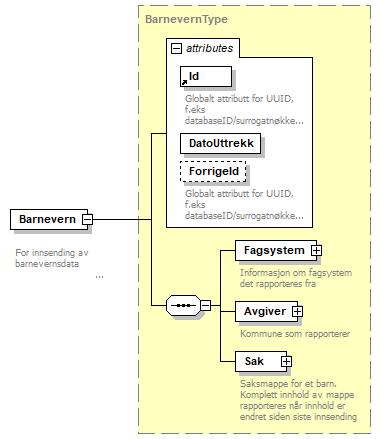 BarnevernType
attributes
Id
Globalt attributt for UUID,
f.eks
databaseID/surrogatnøkke...
DatoUttrekk
ForrigeId
Globalt attributt for UUID,
f.eks
databaseID/surrogatnøkke...
Barnevern
For innsending av
barnevernsdata
...
Fagsystem
Informasjon om fagsystem
det rapporteres fra
Avgiver
Kommune som rapporterer
Sak
Saksmappe for et barn.
Komplett innhold av mappe
rapporteres når innhold er
endret siden siste innsending